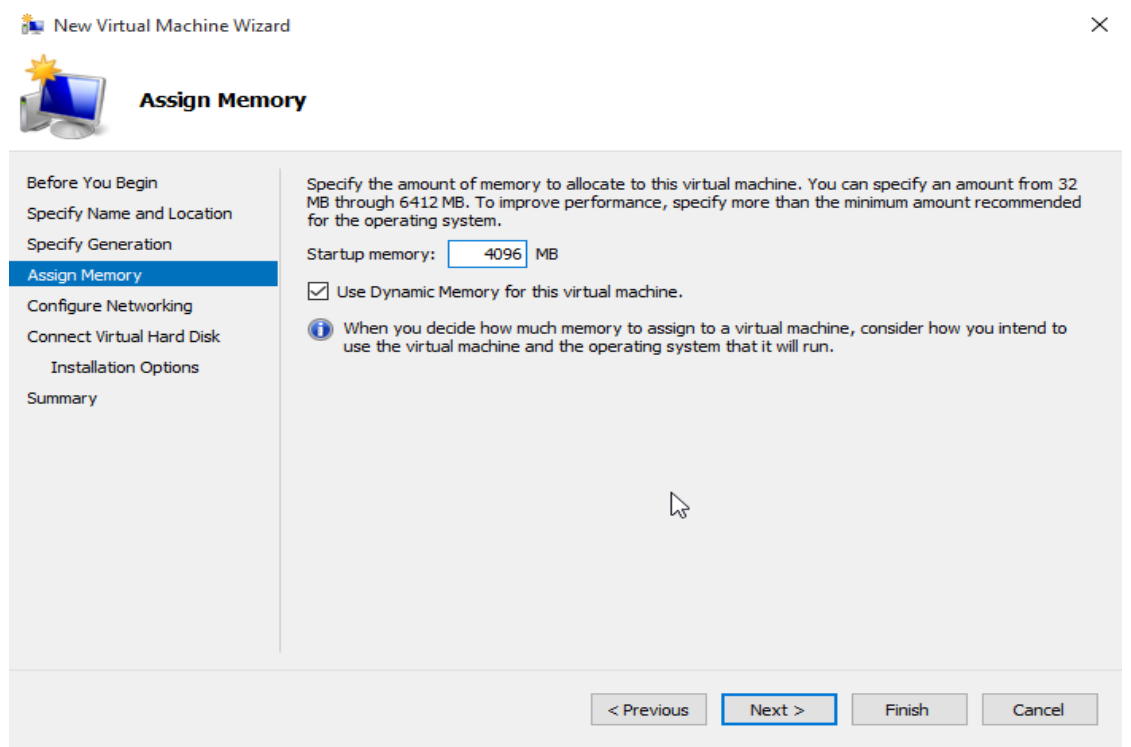 New Virtual Machine Wizard
Assign Memory
Before You Begin
Specify Name and Location
Specify Generation
Assign Memory
Configure Networking
Connect Virtual Hard Disk
Installation Options
Summary
Specify the amount of memory to allocate to this virtual machine. You can specify an amount from 32
MB through 6412 MB. To improve performance, specify more than the minimum amount recommended
for the operating system.
Startup memory: 4096 MB
Use Dynamic Memory for this virtual machine.
When you decide how much memory to assign to a virtual machine, consider how you intend to
use the virtual machine and the operating system that it will run.
< Previous Next > Finish Cancel